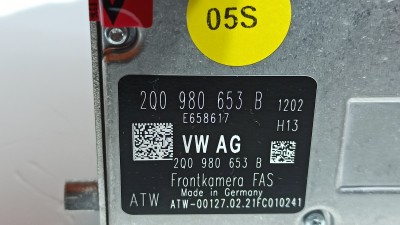 05S
2Q0 980 653 B 1202
E658617 H13
VW AG
2Q0 980 653 B
Frontkamera FAS
ATW Made in Germany
ATW-00127.02.21FC010241